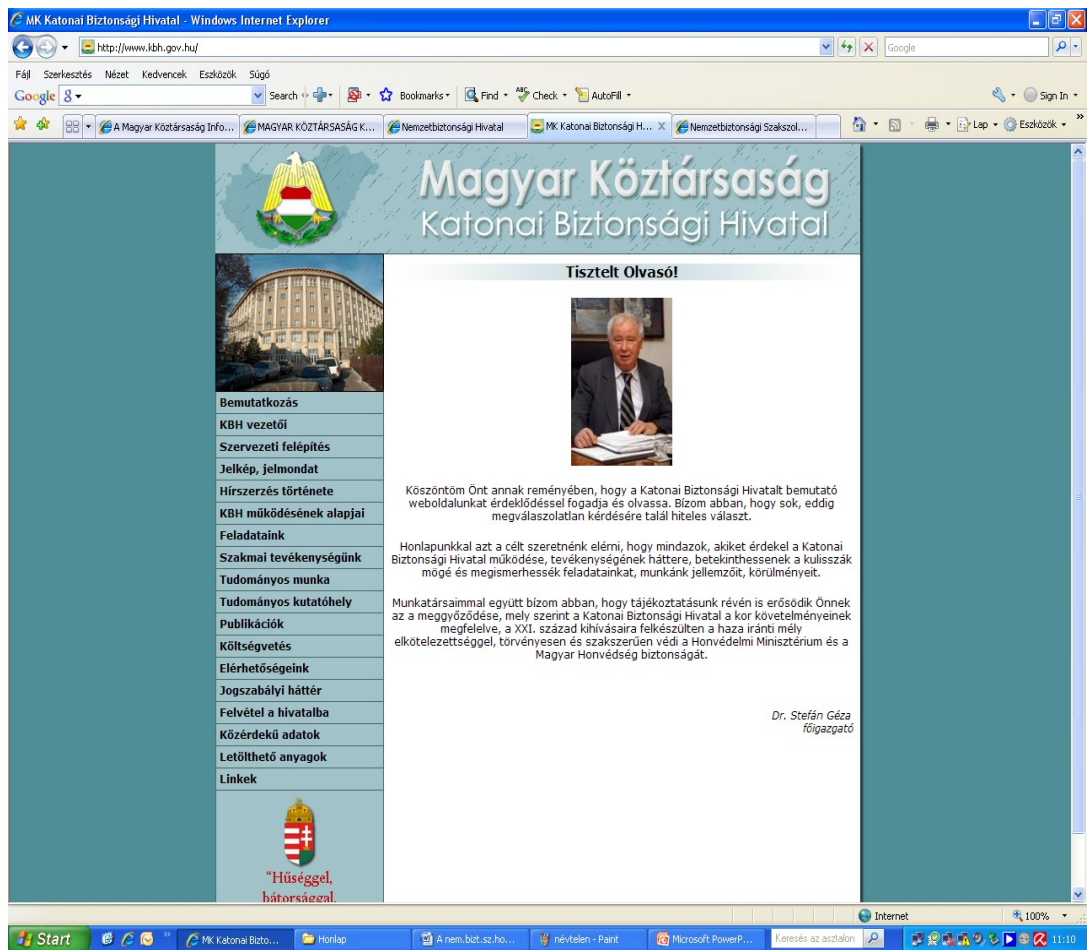 MK Katonai Biztonsági Hivatal - Windows Internet Explorer
http://www.kbh.gov.hu/
Google
Fájl Szerkesztés Nézet Kedvencek Eszközök Súgó
Google Search Bookmarks Find Check AutoFill Sign In
A Magyar Köztársaság Info... MAGYAR KÖZTÁRSASÁG K... Nemzetbiztonsági Hivatal MK Katonai Biztonsági H... Nemzetbiztonsági Szakszol... Lap Eszközök
Magyar Köztársaság
Katonai Biztonsági Hivatal
Bemutatkozás
KBH vezetői
Szervezeti felépítés
Jelkép, jelmondat
Hírszerzés története
KBH működésének alapjai
Feladataink
Szakmai tevékenységünk
Tudományos munka
Tudományos kutatóhely
Publikációk
Költségvetés
Elérhetőségeink
Jogszabályi háttér
Felvétel a hivatalba
Közérdekű adatok
Letölthető anyagok
Linkek
"Hűséggel,
bátorsággal,
Tisztelt Olvasó!
Köszöntöm Önt annak reményében, hogy a Katonai Biztonsági Hivatalt bemutató
weboldalunkat érdeklődéssel fogadja és olvassa. Bízom abban, hogy sok, eddig
megválaszolatlan kérdésére talál hiteles választ.
Honlapunkkal azt a célt szeretnénk elérni, hogy mindazok, akiket érdekel a Katonai
Biztonsági Hivatal működése, tevékenységének háttere, betekinthessenek a kulisszák
mögé és megismerhessék feladatainkat, munkánk jellemzőit, körülményeit.
Munkatársaimmal együtt bízom abban, hogy tájékoztatásunk révén is erősödik Önnek
az a meggyőződése, mely szerint a Katonai Biztonsági Hivatal a kor követelményeinek
megfelelve, a XXI. század kihívásaira felkészülten a haza iránti mély
elkötelezettséggel, törvényesen és szakszerűen védi a Honvédelmi Minisztérium és a
Magyar Honvédség biztonságát.
Dr. Stefán Géza
főigazgató
Internet 100%
Start MK Katonai Bizto... Honlap A nem.bizt.sz.ho... névtelen - Paint Microsoft PowerP... Keresés az asztalon 11:10